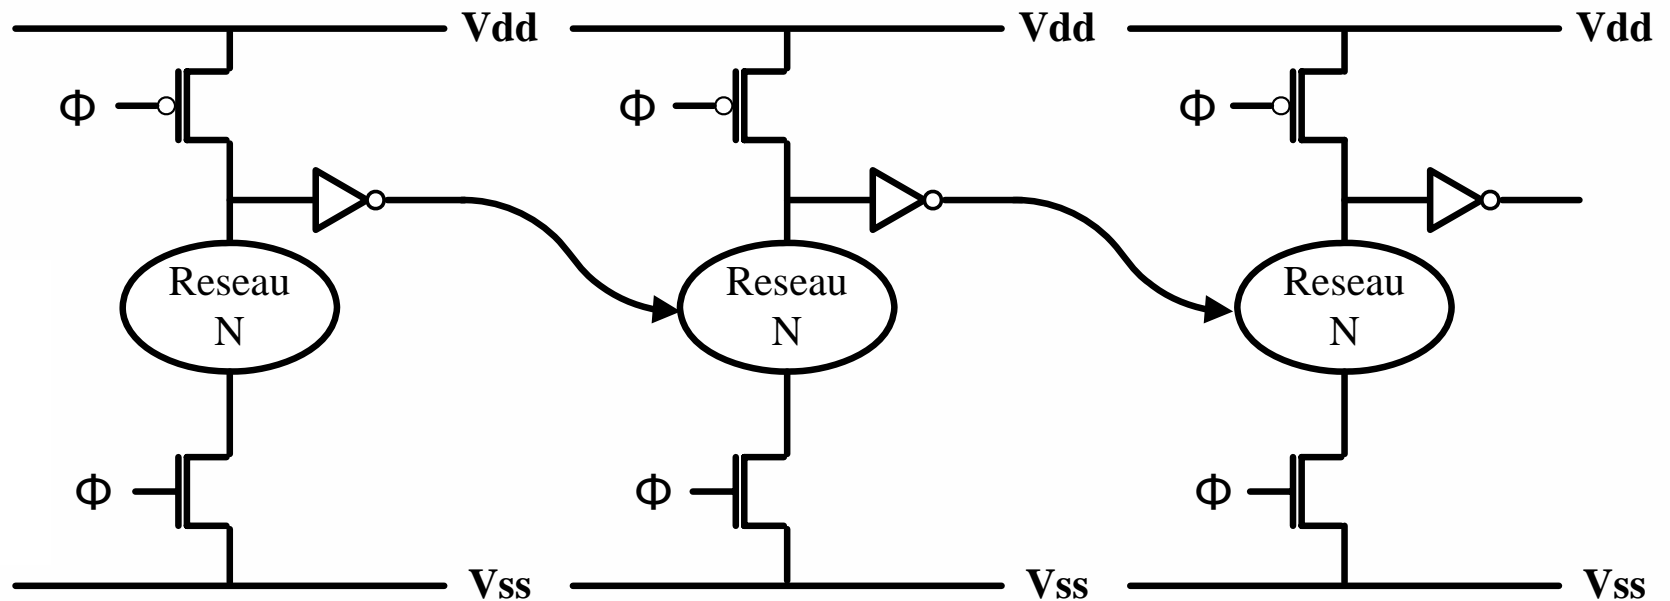 Vdd Vdd Vdd
Φ Φ Φ
Reseau Reseau Reseau
N N N
Φ Φ Φ
Vss Vss Vss